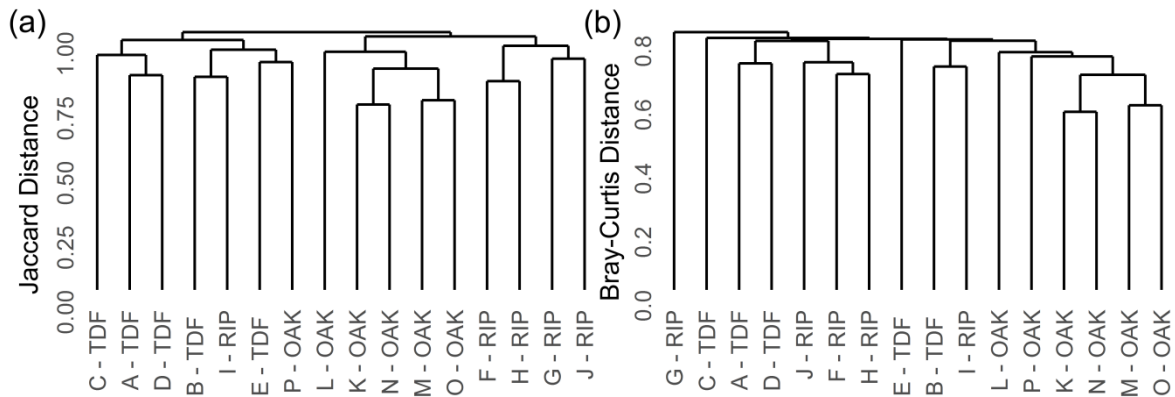 (a)
Jaccard Distance
1.00
0.75
0.50
0.25
0.00
C - TDF
A - TDF
D - TDF
B - TDF
I - RIP
E - TDF
P - OAK
L - OAK
K - OAK
N - OAK
M - OAK
O - OAK
F - RIP
H - RIP
G - RIP
J - RIP
(b)
Bray-Curtis Distance
0.8
0.6
0.4
0.2
0.0
G - RIP
C - TDF
A - TDF
D - TDF
J - RIP
F - RIP
H - RIP
E - TDF
B - TDF
I - RIP
L - OAK
P - OAK
K - OAK
N - OAK
M - OAK
O - OAK